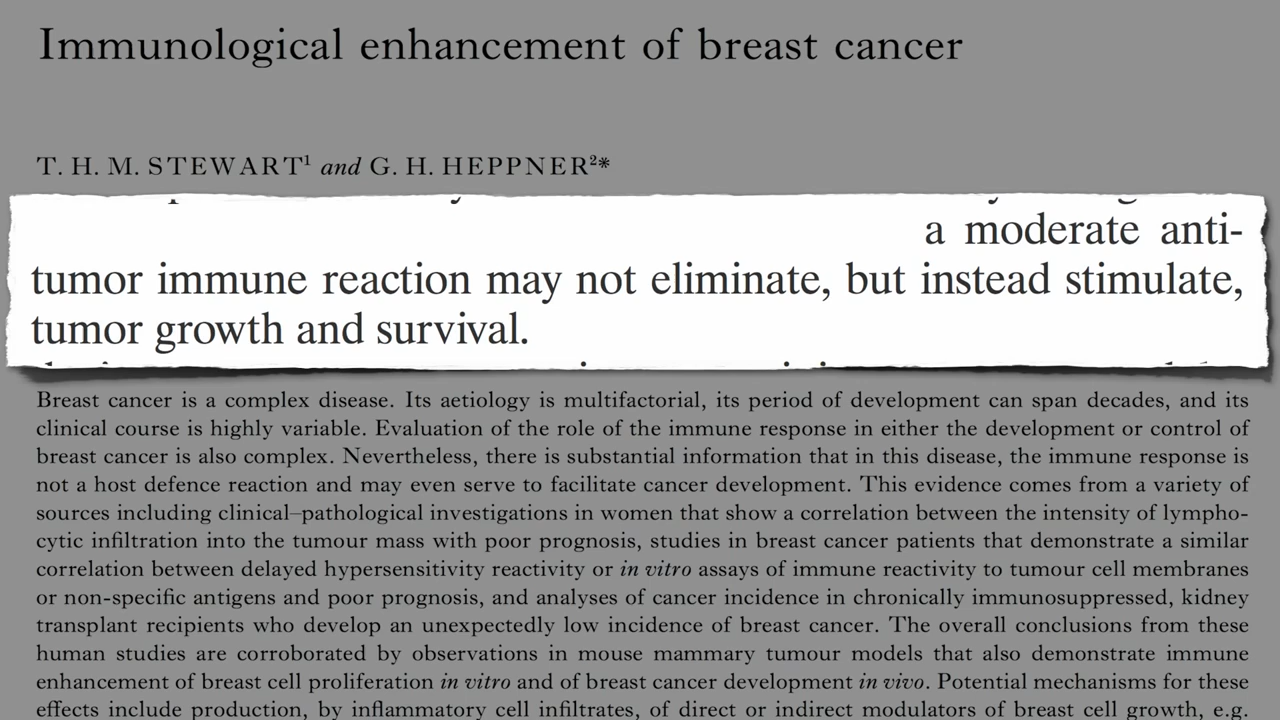 Immunological enhancement of breast cancer
T. H. M. STEWART¹ and G. H. HEPPNER²*
a moderate anti-
tumor immune reaction may not eliminate, but instead stimulate,
tumor growth and survival.
Breast cancer is a complex disease. Its aetiology is multifactorial, its period of development can span decades, and its
clinical course is highly variable. Evaluation of the role of the immune response in either the development or control of
breast cancer is also complex. Nevertheless, there is substantial information that in this disease, the immune response is
not a host defence reaction and may even serve to facilitate cancer development. This evidence comes from a variety of
sources including clinical–pathological investigations in women that show a correlation between the intensity of lympho-
cytic infiltration into the tumour mass with poor prognosis, studies in breast cancer patients that demonstrate a similar
correlation between delayed hypersensitivity reactivity or in vitro assays of immune reactivity to tumour cell membranes
or non-specific antigens and poor prognosis, and analyses of cancer incidence in chronically immunosuppressed, kidney
transplant recipients who develop an unexpectedly low incidence of breast cancer. The overall conclusions from these
human studies are corroborated by observations in mouse mammary tumour models that also demonstrate immune
enhancement of breast cell proliferation in vitro and of breast cancer development in vivo. Potential mechanisms for these
effects include production, by inflammatory cell infiltrates, of direct or indirect modulators of breast cell growth, e.g.